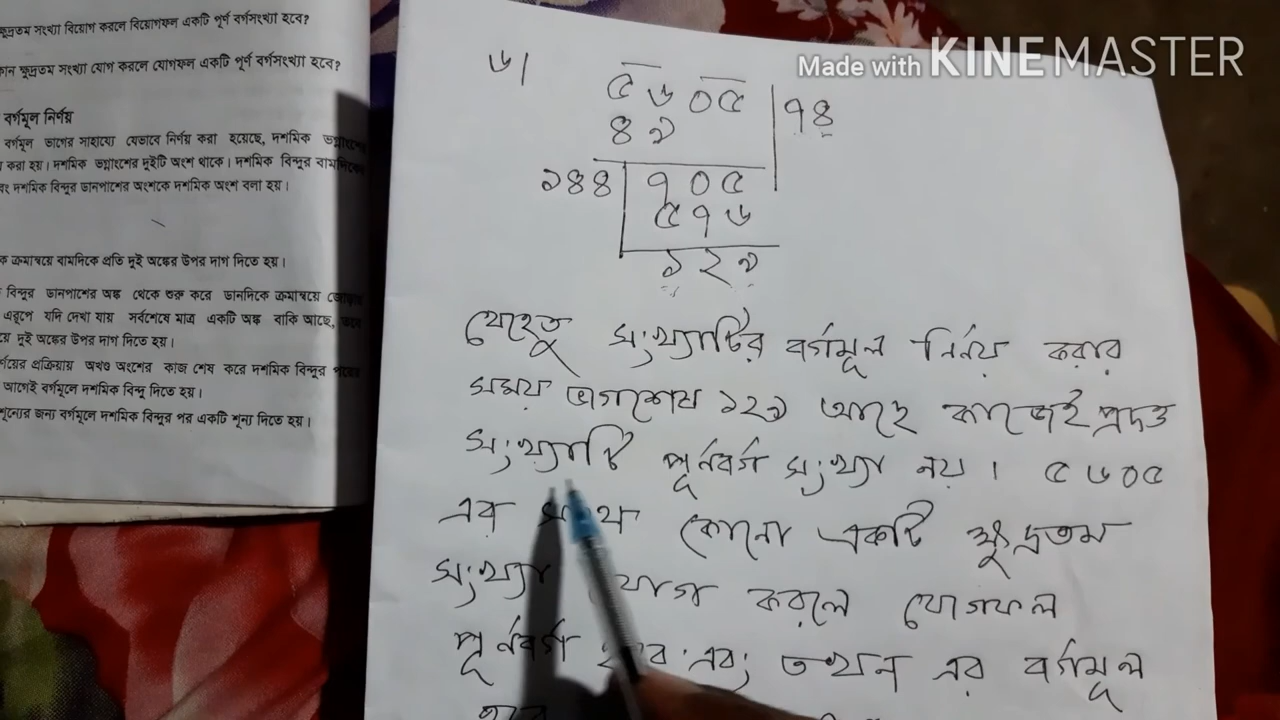 ক্ষুদ্রতম সংখ্যা বিয়োগ করলে বিয়োগফল একটি পূর্ণ বর্গসংখ্যা হবে?
কোন ক্ষুদ্রতম সংখ্যা যোগ করলে যোগফল একটি পূর্ণ বর্গসংখ্যা হবে?
বর্গমূল নির্ণয়
বর্গমূল ভাগের সাহায্যে যেভাবে নির্ণয় করা হয়েছে, দশমিক
করা হয়। দশমিক ভগ্নাংশের দুইটি অংশ থাকে। দশমিক বিন্দুর
দশমিক বিন্দুর ডানপাশের অংশকে দশমিক অংশ বলা হয়।
ক্রমান্বয়ে বামদিকে প্রতি দুই অঙ্কের উপর দাগ দিতে হয়।
বিন্দুর ডানপাশের অঙ্ক থেকে শুরু করে ডানদিকে ক্রমান্বয়ে
এরূপে যদি দেখা যায় সর্বশেষে মাত্র একটি অঙ্ক বাকি আছে,
দুই অঙ্কের উপর দাগ দিতে হয়।
প্রক্রিয়ায় অখণ্ড অংশের কাজ শেষ করে দশমিক বিন্দুর
আগেই বর্গমূলে দশমিক বিন্দু দিতে হয়।
শূন্যের জন্য বর্গমূলে দশমিক বিন্দুর পর একটি শূন্য দিতে হয়।
Made with KINEMASTER
৬।
৫৬০৫ ৭৪
৪৯
১৪৪ ৭০৫
৫৭৬
১২৯
যেহেতু সংখ্যাটির বর্গমূল নির্নয় করার
সময় ভাগশেষ ১২৯ আছে কাজেই প্রদত্ত
সংখ্যাটি পূর্নবর্গ সংখ্যা নয়। ৫৬০৫
এর কোনো একটি ক্ষুদ্রতম
সংখ্যা যোগ করলে যোগফল
পূর্নবর্গ হবে এবং তখন এর বর্গমূল